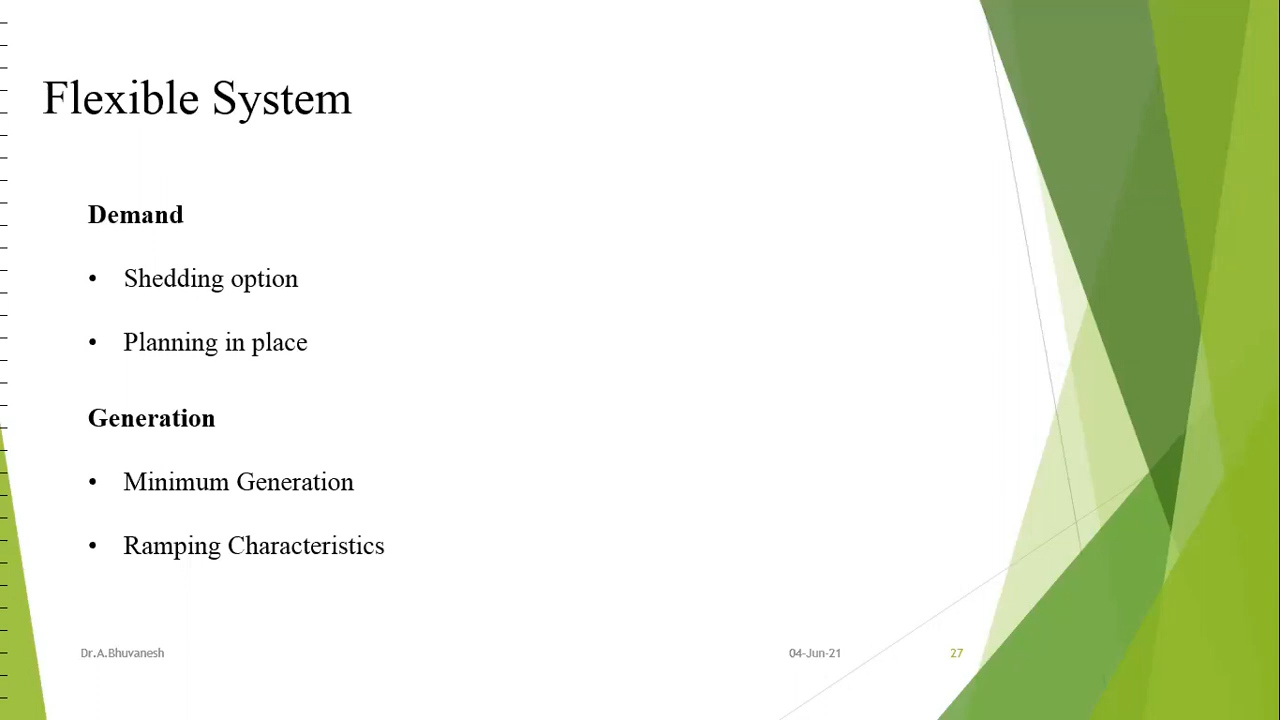 Flexible System
Demand
• Shedding option
• Planning in place
Generation
• Minimum Generation
• Ramping Characteristics
Dr.A.Bhuvanesh 04-Jun-21 27